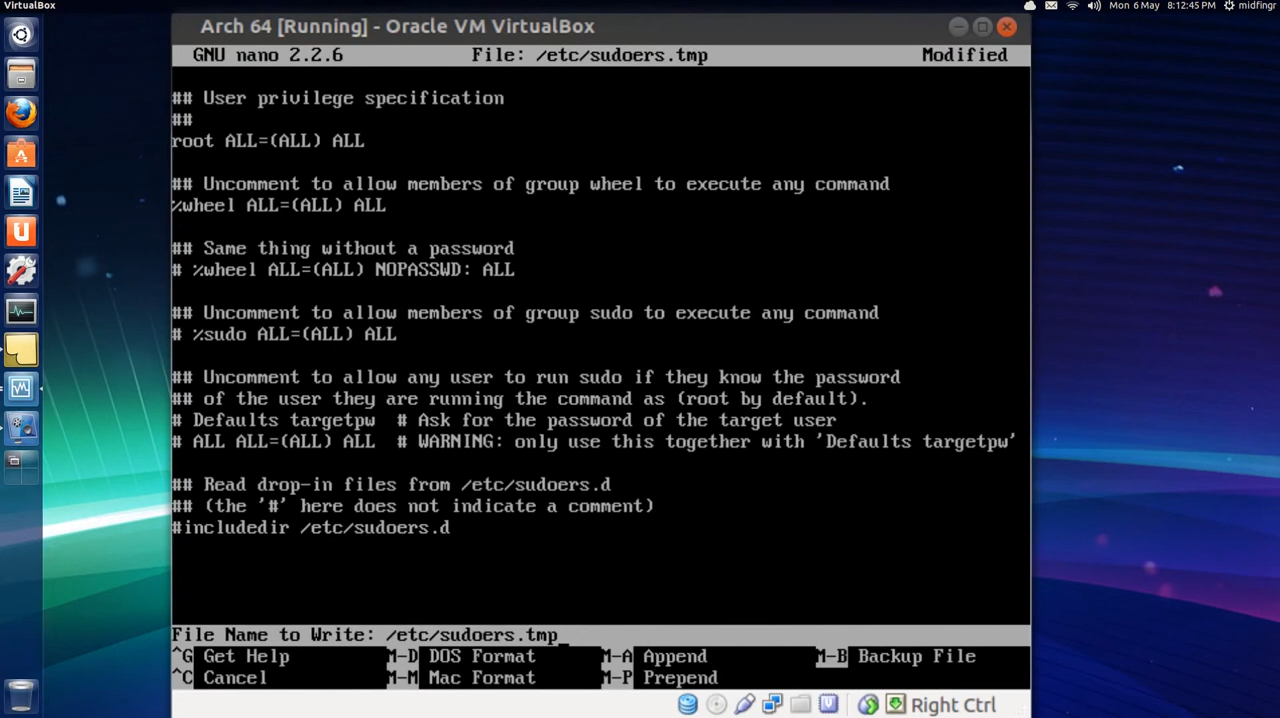 VirtualBox
Mon 6 May 8:12:45 PM midfingr
Arch 64 [Running] - Oracle VM VirtualBox
GNU nano 2.2.6 File: /etc/sudoers.tmp Modified
## User privilege specification
##
root ALL=(ALL) ALL
## Uncomment to allow members of group wheel to execute any command
%wheel ALL=(ALL) ALL
## Same thing without a password
# %wheel ALL=(ALL) NOPASSWD: ALL
## Uncomment to allow members of group sudo to execute any command
# %sudo ALL=(ALL) ALL
## Uncomment to allow any user to run sudo if they know the password
## of the user they are running the command as (root by default).
# Defaults targetpw # Ask for the password of the target user
# ALL ALL=(ALL) ALL # WARNING: only use this together with 'Defaults targetpw'
## Read drop-in files from /etc/sudoers.d
## (the '#' here does not indicate a comment)
#includedir /etc/sudoers.d
File Name to Write: /etc/sudoers.tmp
^G Get Help M-D DOS Format M-A Append M-B Backup File
^C Cancel M-M Mac Format M-P Prepend
Right Ctrl